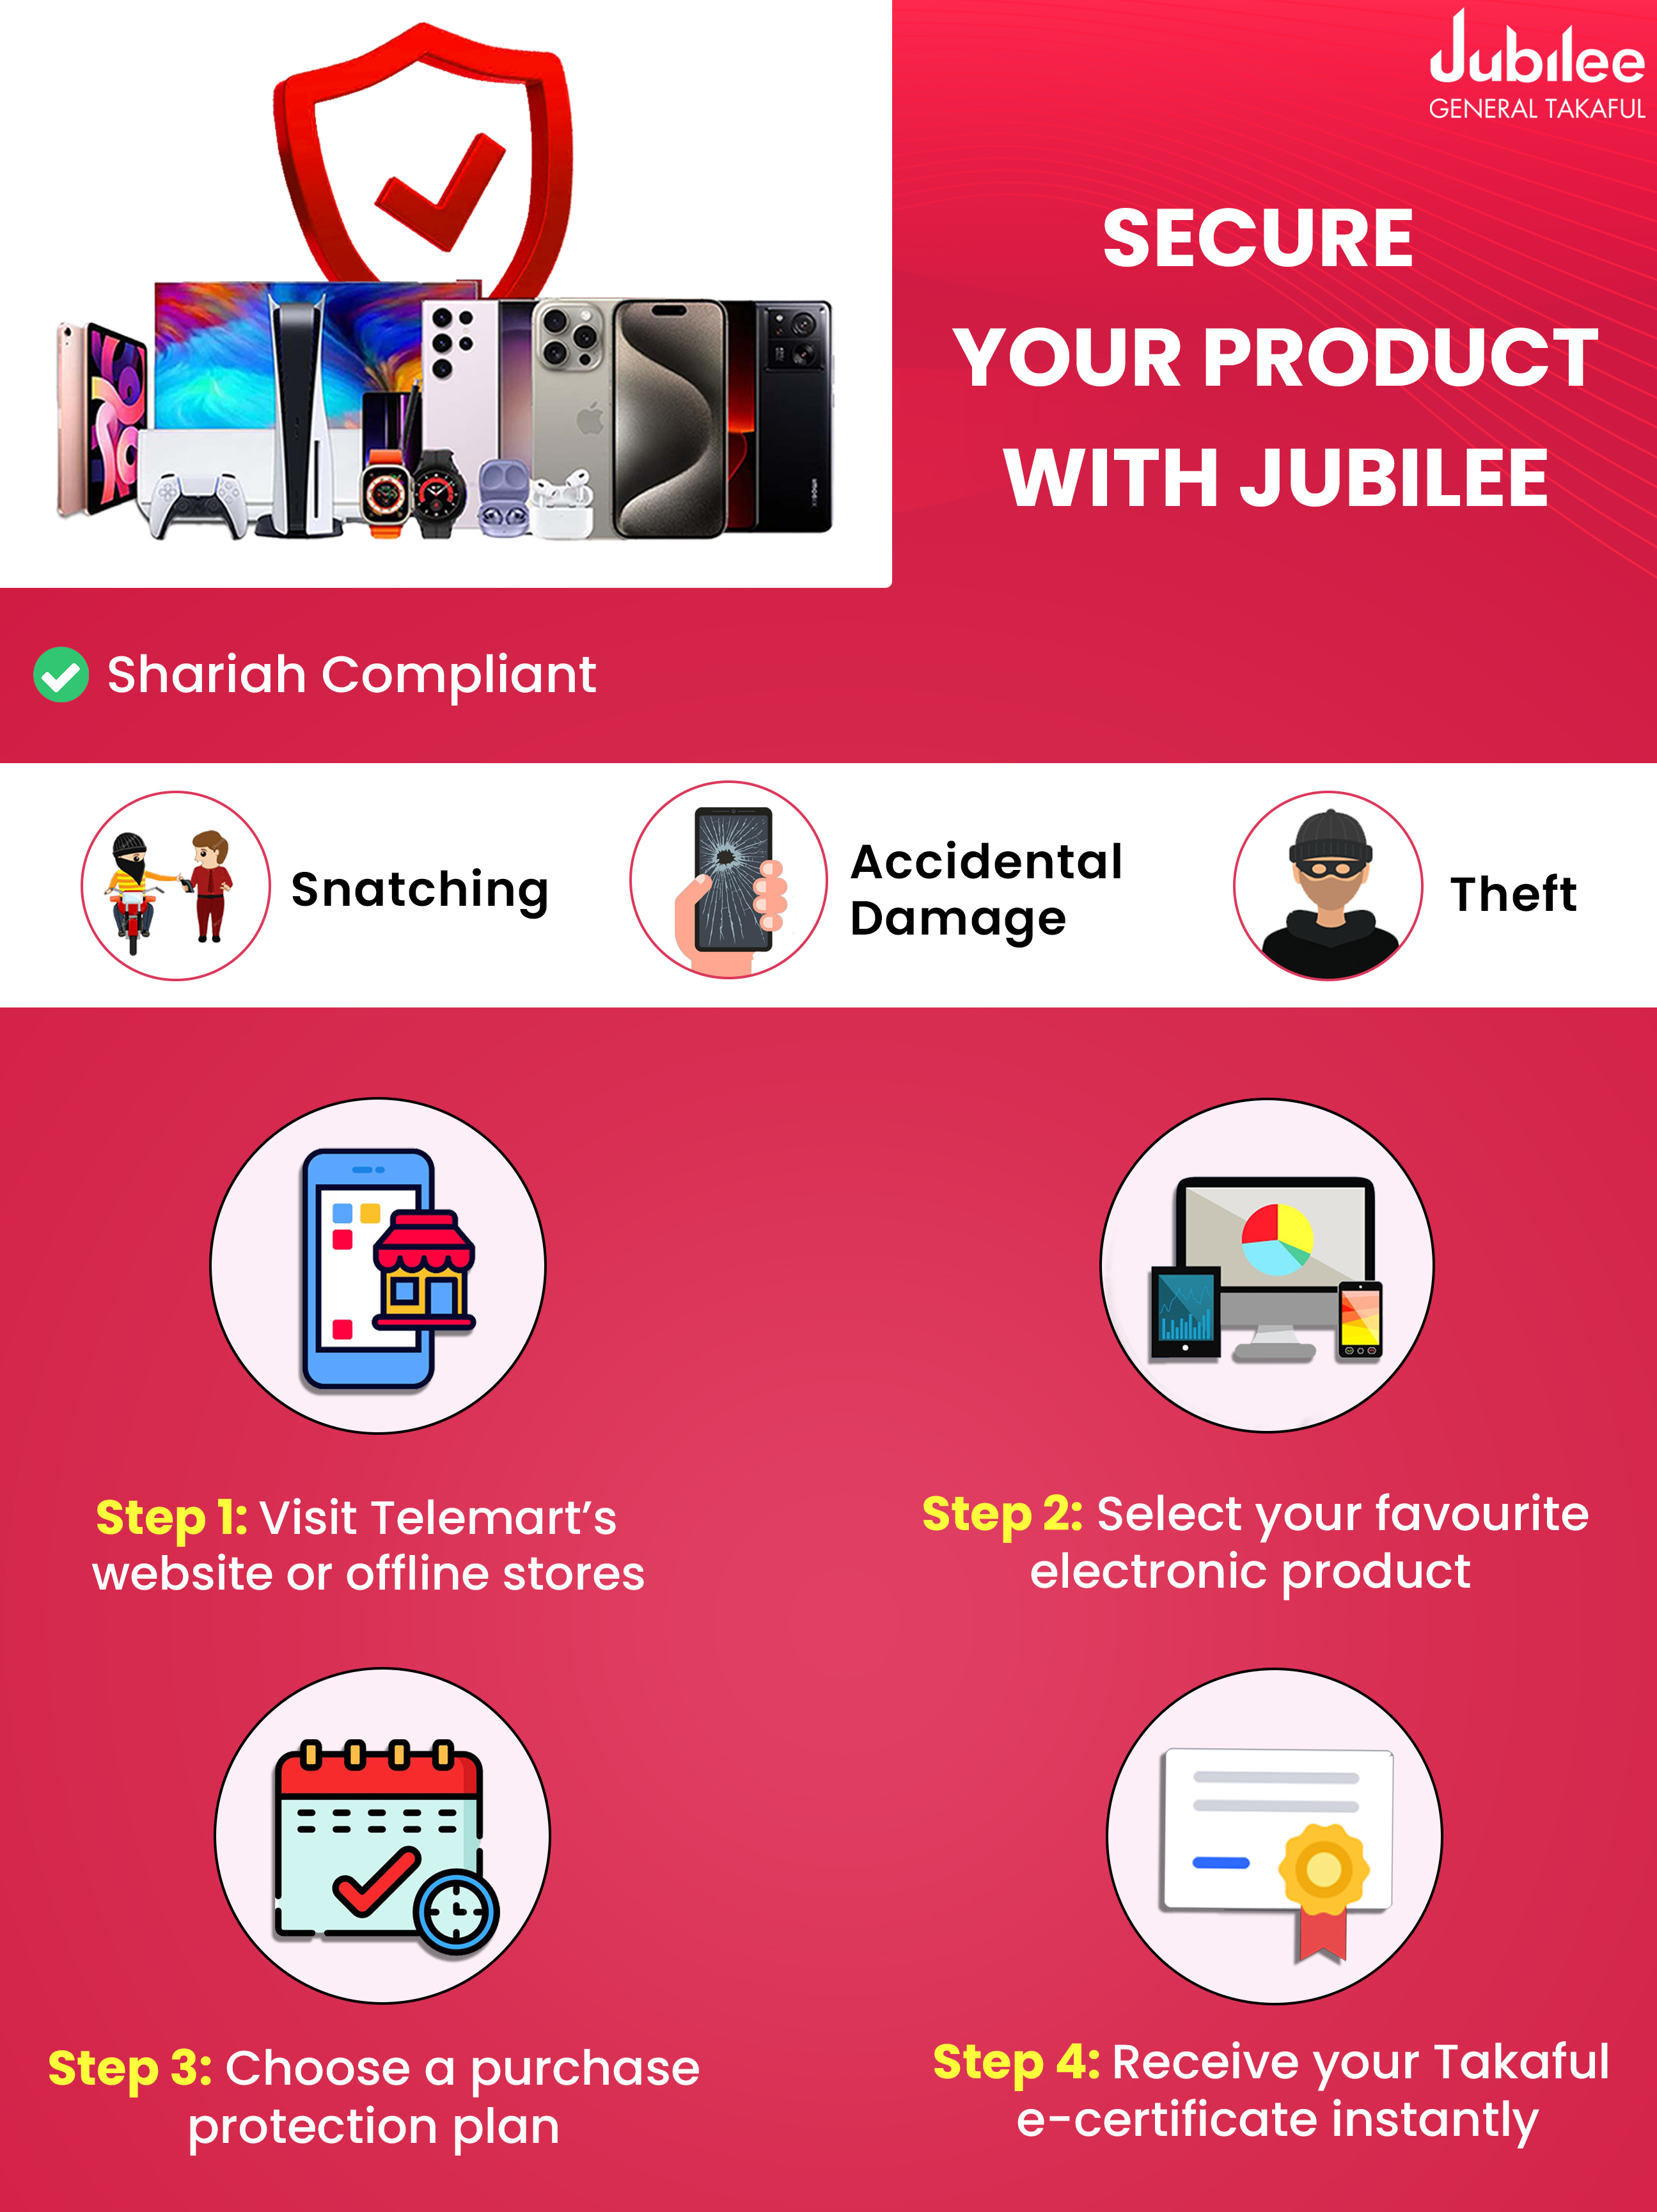 Jubilee
GENERAL TAKAFUL
SECURE
YOUR PRODUCT
WITH JUBILEE
Shariah Compliant
Snatching
Accidental
Damage
Theft
Step 1: Visit Telemart’s
website or offline stores
Step 2: Select your favourite
electronic product
Step 3: Choose a purchase
protection plan
Step 4: Receive your Takaful
e-certificate instantly